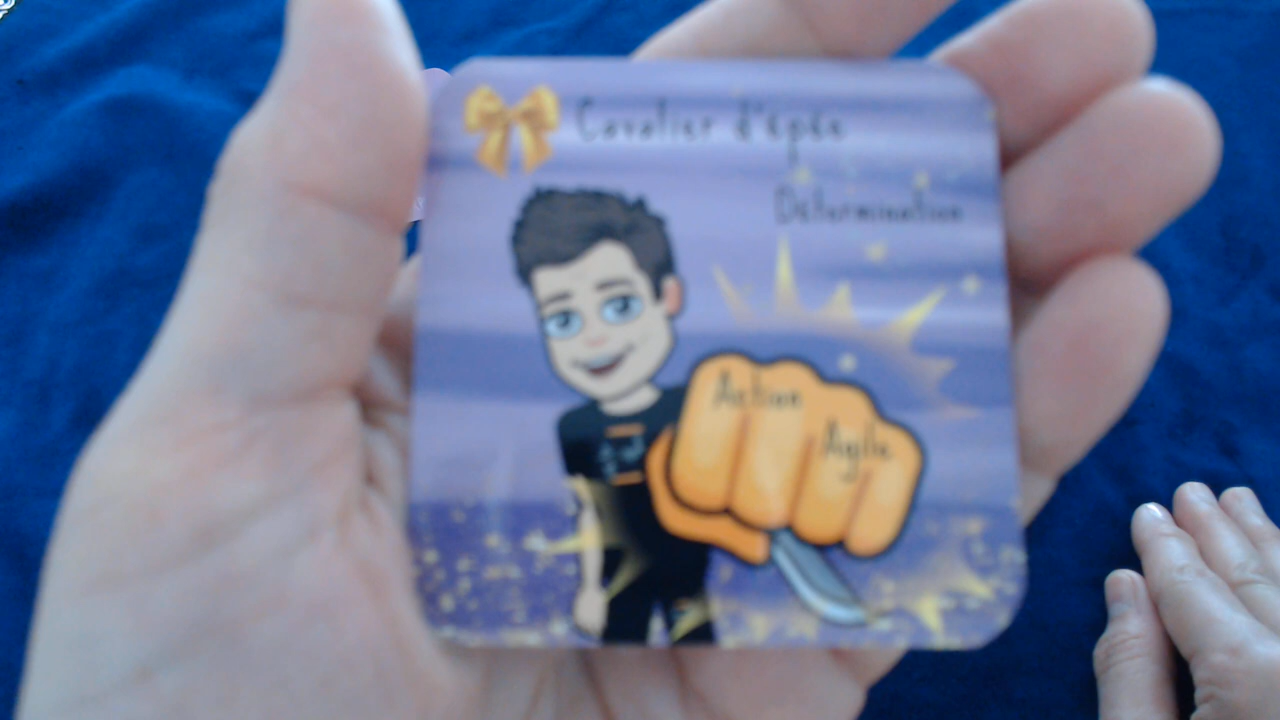 Cavalier d'épée
Détermination
Action
Agile